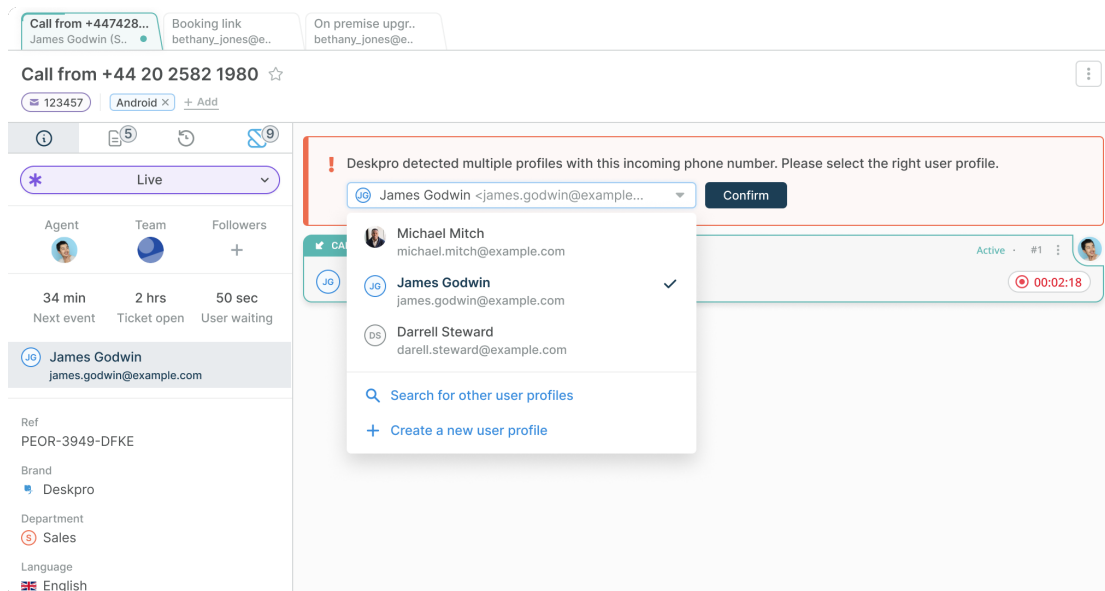 Call from +447428...
James Godwin (S..
Booking link
bethany_jones@e..
On premise upgr..
bethany_jones@e..
Call from +44 20 2582 1980
123457
Android ×
+ Add
5
9
Live
Agent
Team
Followers
34 min
2 hrs
50 sec
Next event
Ticket open
User waiting
JG James Godwin
james.godwin@example.com
Ref
PEOR-3949-DFKE
Brand
Deskpro
Department
S Sales
Language
English
Deskpro detected multiple profiles with this incoming phone number. Please select the right user profile.
JG James Godwin <james.godwin@example...
Confirm
Michael Mitch
michael.mitch@example.com
JG James Godwin
james.godwin@example.com
DS Darrell Steward
darell.steward@example.com
Search for other user profiles
+ Create a new user profile
Active · #1
JG
00:02:18